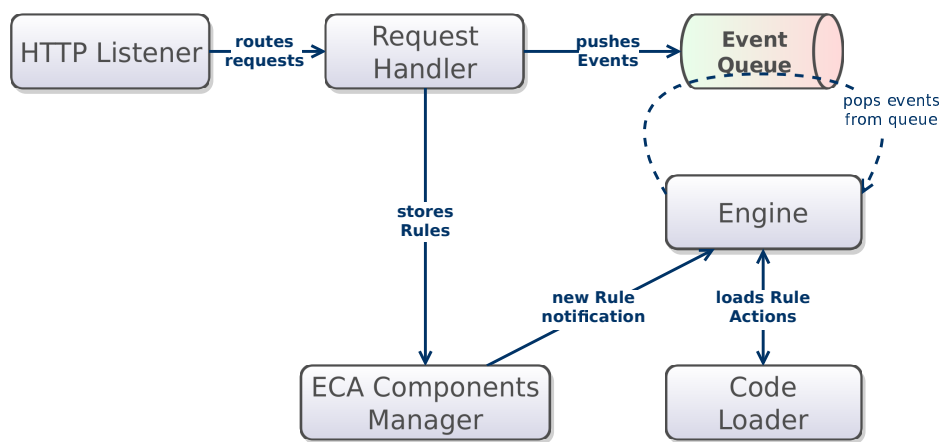 HTTP Listener
routes
requests
Request
Handler
pushes
Events
Event
Queue
pops events
from queue
stores
Rules
Engine
new Rule
notification
loads Rule
Actions
ECA Components
Manager
Code
Loader